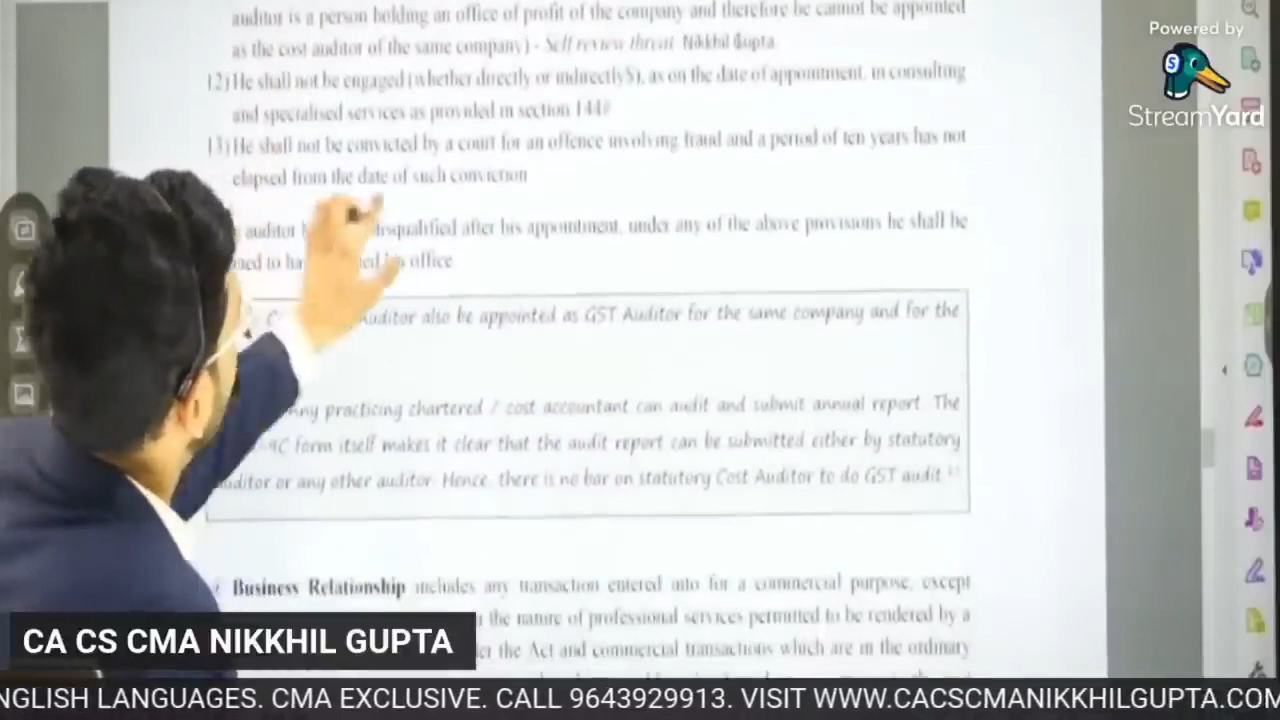 auditor is a person holding an office of profit of the company and therefore he cannot be appointed
as the cost auditor of the same company) - Self review threat Nikkhil Gupta
12) He shall not be engaged (whether directly or indirectly$), as on the date of appointment, in consulting
and specialised services as provided in section 144#
13) He shall not be convicted by a court for an offence involving fraud and a period of ten years has not
elapsed from the date of such conviction
auditor disqualified after his appointment, under any of the above provisions he shall be
to office
Auditor also be appointed as GST Auditor for the same company and for the
Any practicing chartered / cost accountant can audit and submit annual report. The
form itself makes it clear that the audit report can be submitted either by statutory
auditor or any other auditor. Hence, there is no bar on statutory Cost Auditor to do GST audit
Business Relationship includes any transaction entered into for a commercial purpose, except
the nature of professional services permitted to be rendered by a
the Act and commercial transactions which are in the ordinary
Powered by
StreamYard
CA CS CMA NIKKHIL GUPTA
NGLISH LANGUAGES. CMA EXCLUSIVE. CALL 9643929913. VISIT WWW.CACSCMANIKKHILGUPTA.COM